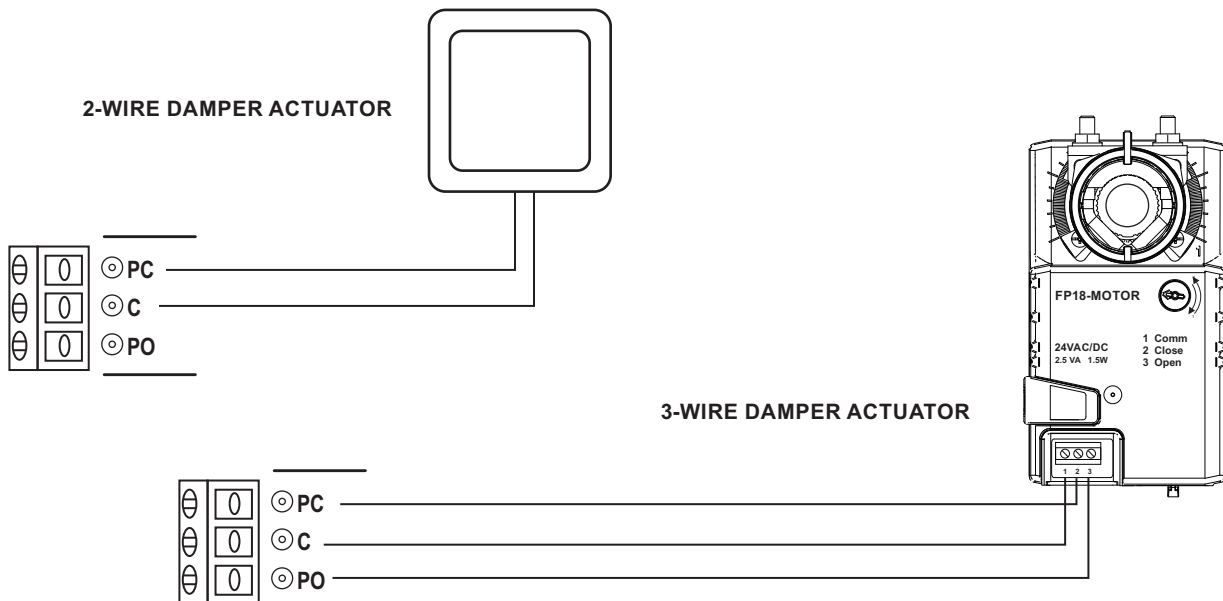 2-WIRE DAMPER ACTUATOR
PC
C
PO
FP18-MOTOR
24VAC/DC
2.5 VA 1.5W
1 Comm
2 Close
3 Open
3-WIRE DAMPER ACTUATOR
1 2 3
PC
C
PO